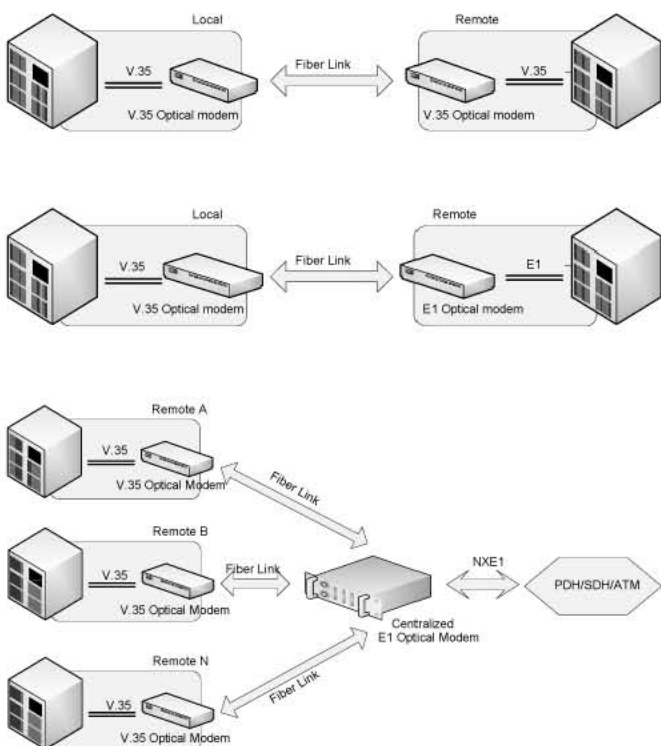 Local
Remote
V.35
Fiber Link
V.35
V.35 Optical modem
V.35 Optical modem
Local
Remote
V.35
Fiber Link
E1
V.35 Optical modem
E1 Optical modem
Remote A
V.35
V.35 Optical Modem
Fiber Link
Remote B
V.35
Fiber Link
NXE1
PDH/SDH/ATM
V.35 Optical Modem
Centralized
E1 Optical Modem
Remote N
Fiber Link
V.35
V.35 Optical Modem